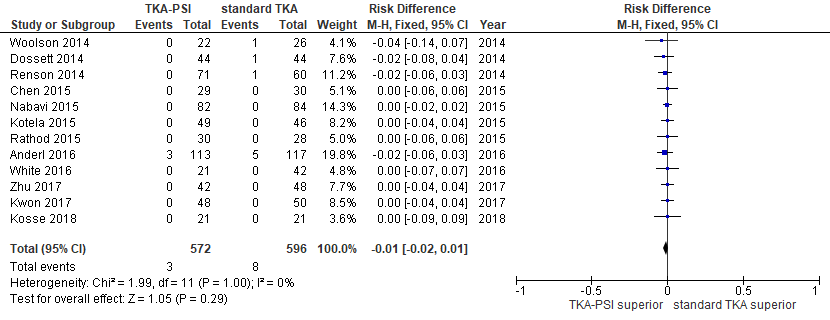 TKA-PSI standard TKA Risk Difference Risk Difference
Study or Subgroup Events Total Events Total Weight M-H, Fixed, 95% CI Year M-H, Fixed, 95% CI
Woolson 2014 0 22 1 26 4.1% -0.04 [-0.14, 0.07] 2014
Dossett 2014 0 44 1 44 7.6% -0.02 [-0.08, 0.04] 2014
Renson 2014 0 71 1 60 11.2% -0.02 [-0.06, 0.03] 2014
Chen 2015 0 29 0 30 5.1% 0.00 [-0.06, 0.06] 2015
Nabavi 2015 0 82 0 84 14.3% 0.00 [-0.02, 0.02] 2015
Kotela 2015 0 49 0 46 8.2% 0.00 [-0.04, 0.04] 2015
Rathod 2015 0 30 0 28 5.0% 0.00 [-0.06, 0.06] 2015
Anderl 2016 3 113 5 117 19.8% -0.02 [-0.06, 0.03] 2016
White 2016 0 21 0 42 4.8% 0.00 [-0.07, 0.07] 2016
Zhu 2017 0 42 0 48 7.7% 0.00 [-0.04, 0.04] 2017
Kwon 2017 0 48 0 50 8.4% 0.00 [-0.04, 0.04] 2017
Kosse 2018 0 21 0 21 3.6% 0.00 [-0.09, 0.09] 2018
Total (95% CI) 572 596 100.0% -0.01 [-0.02, 0.01]
Total events 3 8
Heterogeneity: Chi² = 1.99, df = 11 (P = 1.00); I² = 0%
Test for overall effect: Z = 1.05 (P = 0.29)
-1 -0.5 0 0.5 1
TKA-PSI superior standard TKA superior